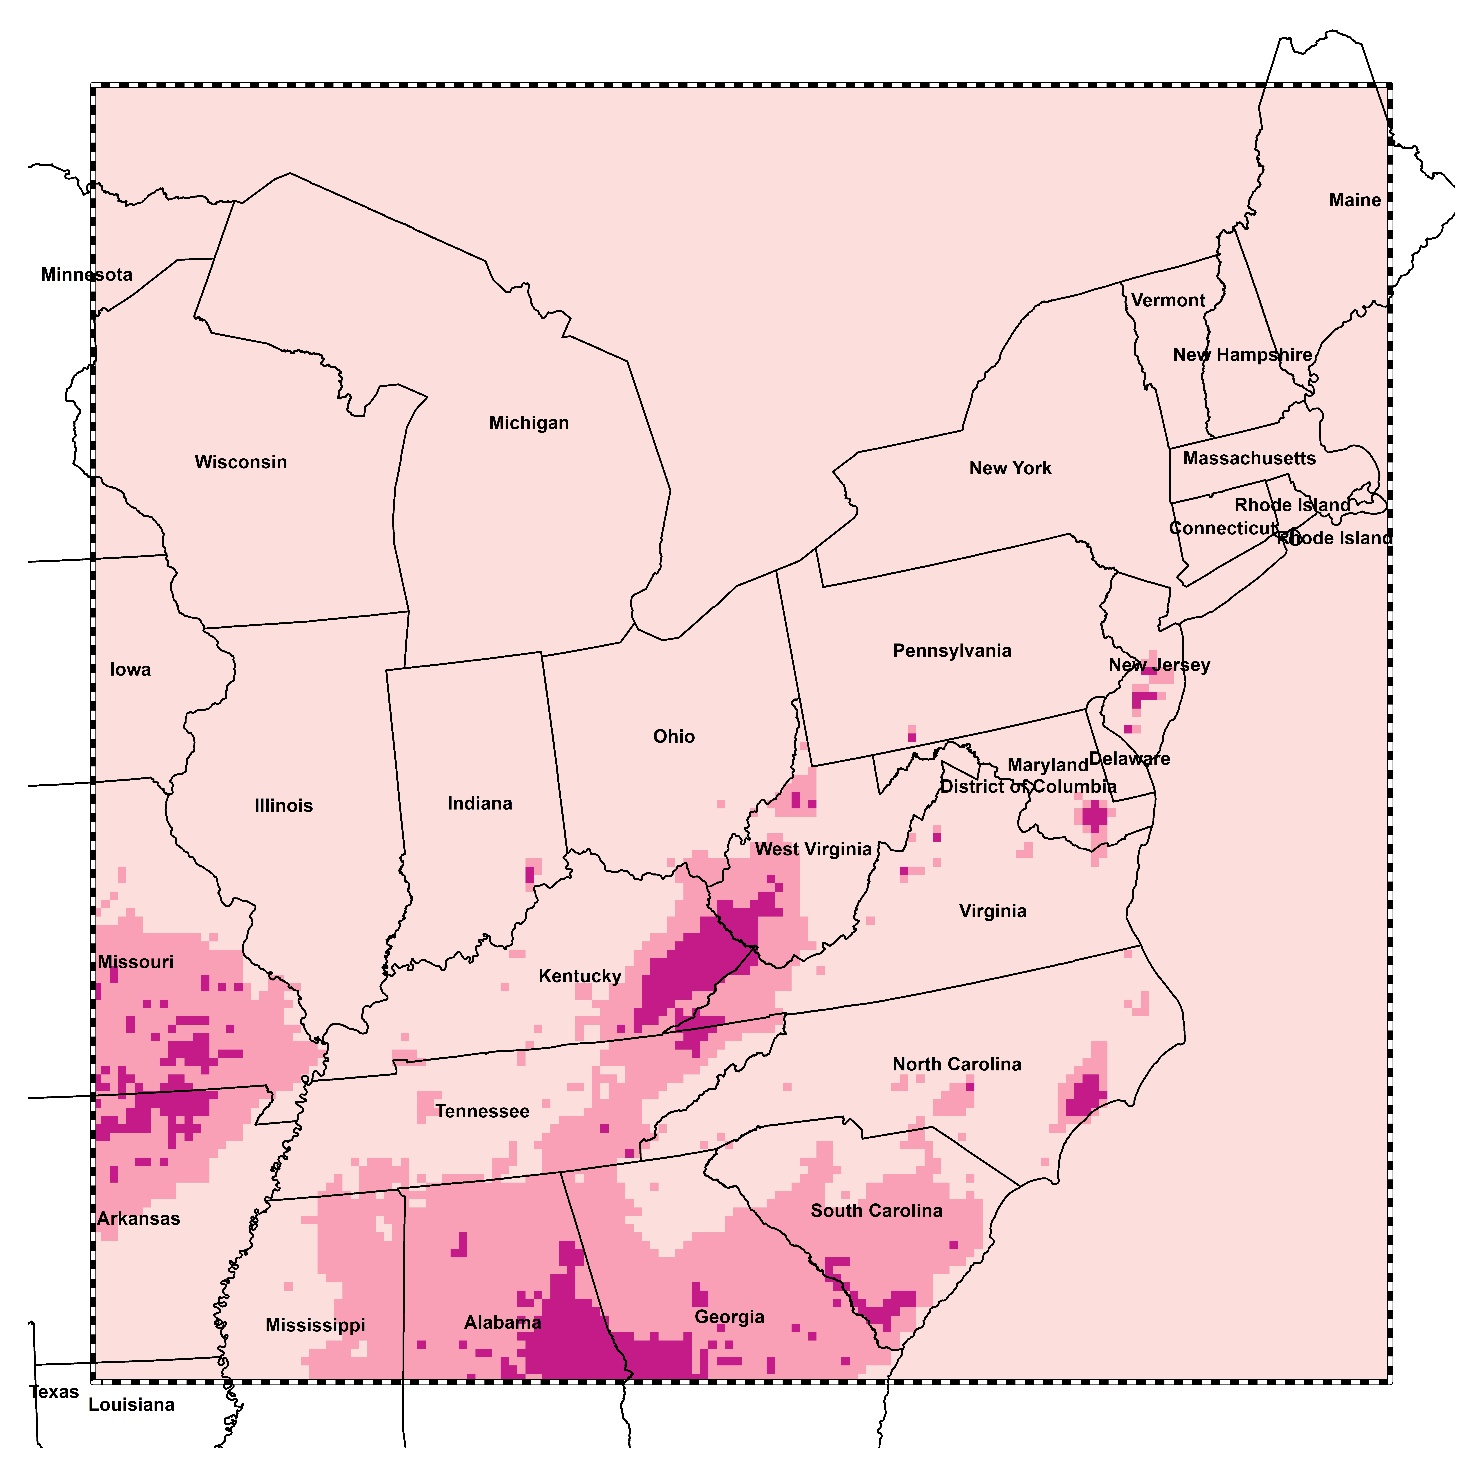 Maine
Minnesota
Vermont
New Hampshire
Michigan
Wisconsin
Massachusetts
New York
Rhode Island
Connecticut
Rhode Island
Pennsylvania
New Jersey
Iowa
Ohio
Delaware
Maryland
District of Columbia
Indiana
Illinois
West Virginia
Virginia
Missouri
Kentucky
North Carolina
Tennessee
South Carolina
Arkansas
Georgia
Alabama
Mississippi
Texas
Louisiana